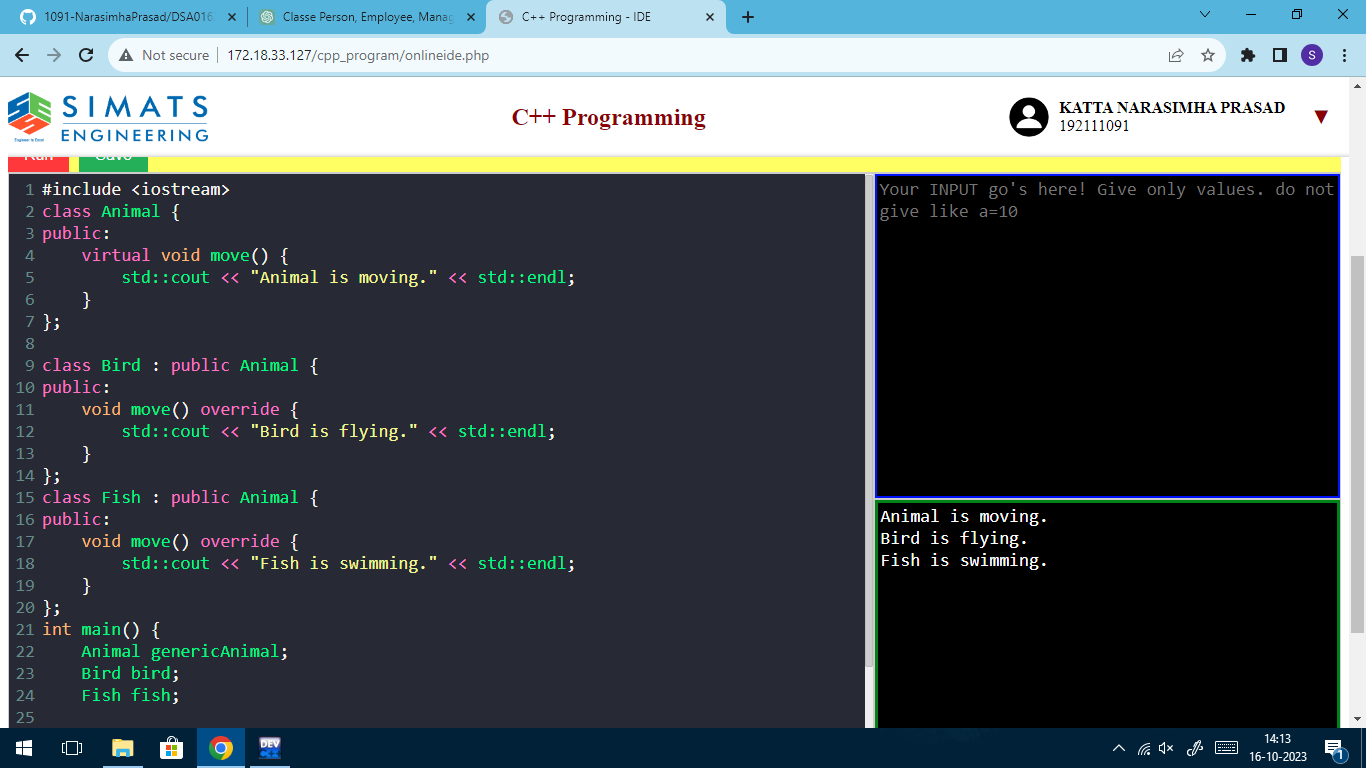 1091-NarasimhaPrasad/DSA016
Classe Person, Employee, Manag
C++ Programming - IDE
Not secure
172.18.33.127/cpp_program/onlineide.php
S
SIMATS
ENGINEERING
Engineer to Excel
C++ Programming
KATTA NARASIMHA PRASAD
192111091
Run
Save
1 #include <iostream>
2 class Animal {
3 public:
4     virtual void move() {
5         std::cout << "Animal is moving." << std::endl;
6     }
7 };
8
9 class Bird : public Animal {
10 public:
11     void move() override {
12         std::cout << "Bird is flying." << std::endl;
13     }
14 };
15 class Fish : public Animal {
16 public:
17     void move() override {
18         std::cout << "Fish is swimming." << std::endl;
19     }
20 };
21 int main() {
22     Animal genericAnimal;
23     Bird bird;
24     Fish fish;
25
Your INPUT go's here! Give only values. do not
give like a=10
Animal is moving.
Bird is flying.
Fish is swimming.
DEV
14:13
16-10-2023
1